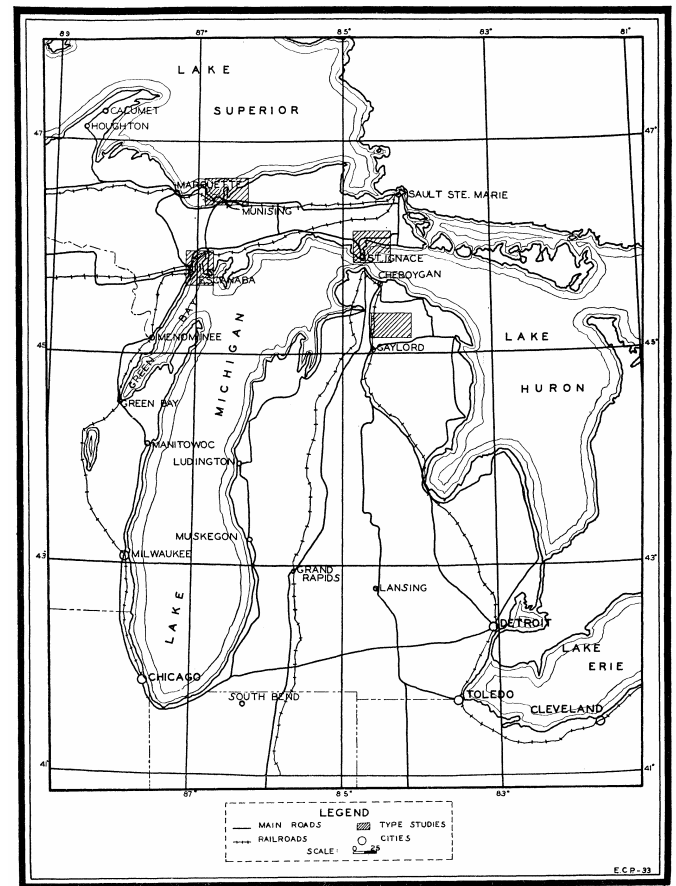 89
87°
85°
83°
81°
LAKE
SUPERIOR
CALUMET
HOUGHTON
47
47°
MARQUETTE
SAULT STE. MARIE
MUNISING
ST. IGNACE
CHEBOYGAN
ANABA
BAY
MENOMINEE
LAKE
45
45°
GAYLORD
GREEN
MICHIGAN
HURON
GREEN BAY
MANITOWOC
LUDINGTON
MUSKEGON
43
MILWAUKEE
43°
GRAND
RAPIDS
LANSING
LAKE
DETROIT
LAKE
ERIE
CHICAGO
SOUTH BEND
TOLEDO
CLEVELAND
41
41°
87°
85°
83°
LEGEND
MAIN ROADS
TYPE STUDIES
RAILROADS
CITIES
SCALE: 0 25
E.C.P-33